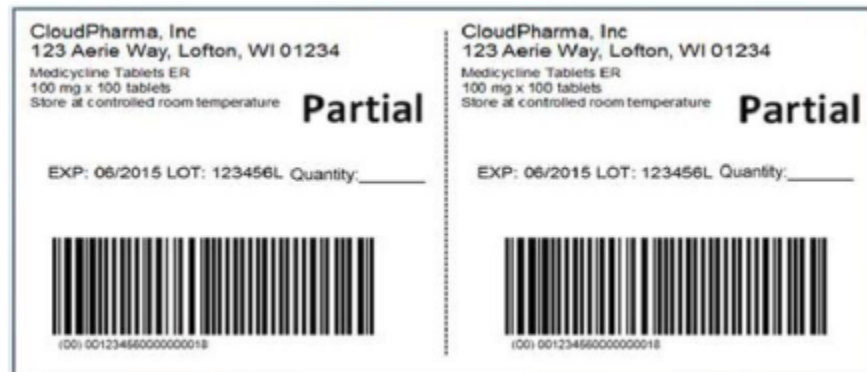 CloudPharma, Inc
123 Aerie Way, Lofton, WI 01234
Medicycline Tablets ER
100 mg x 100 tablets
Store at controlled room temperature
Partial
EXP: 06/2015 LOT: 123456L Quantity:______
(00) 001234560000000018
CloudPharma, Inc
123 Aerie Way, Lofton, WI 01234
Medicycline Tablets ER
100 mg x 100 tablets
Store at controlled room temperature
Partial
EXP: 06/2015 LOT: 123456L Quantity:______
(00) 001234560000000018